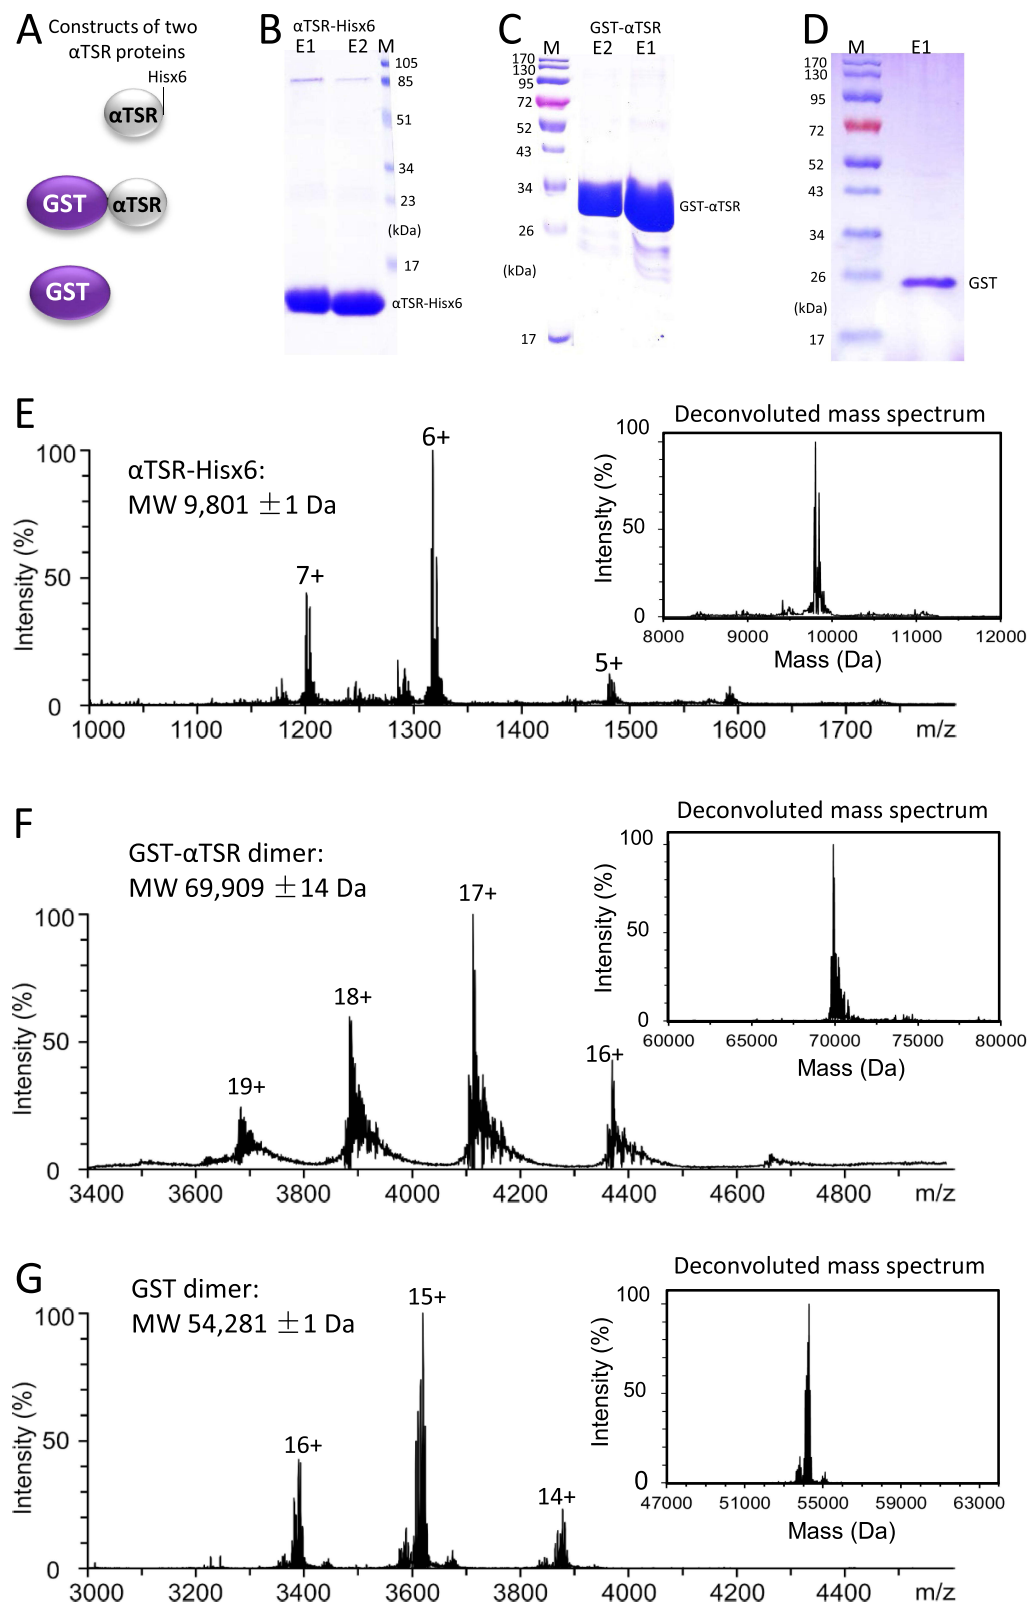 A
Constructs of two
αTSR proteins
Hisx6
αTSR
GST
αTSR
GST
B
αTSR-Hisx6
E1 E2 M
105
85
51
34
23
(kDa)
17
αTSR-Hisx6
C
GST-αTSR
M E2 E1
170
130
95
72
52
43
34
GST-αTSR
26
(kDa)
17
D
M E1
170
130
95
72
52
43
34
26
GST
(kDa)
17
E
αTSR-Hisx6:
MW 9,801 ±1 Da
Intensity (%)
100
50
0
7+
6+
5+
1000 1100 1200 1300 1400 1500 1600 1700 m/z
Deconvoluted mass spectrum
Intensity (%)
100
50
0
8000 9000 10000 11000 12000
Mass (Da)
F
GST-αTSR dimer:
MW 69,909 ±14 Da
Intensity (%)
100
50
0
19+
18+
17+
16+
3400 3600 3800 4000 4200 4400 4600 4800 m/z
Deconvoluted mass spectrum
Intensity (%)
100
50
0
60000 65000 70000 75000 80000
Mass (Da)
G
GST dimer:
MW 54,281 ±1 Da
Intensity (%)
100
50
0
16+
15+
14+
3000 3200 3400 3600 3800 4000 4200 4400 m/z
Deconvoluted mass spectrum
Intensity (%)
100
50
0
47000 51000 55000 59000 63000
Mass (Da)